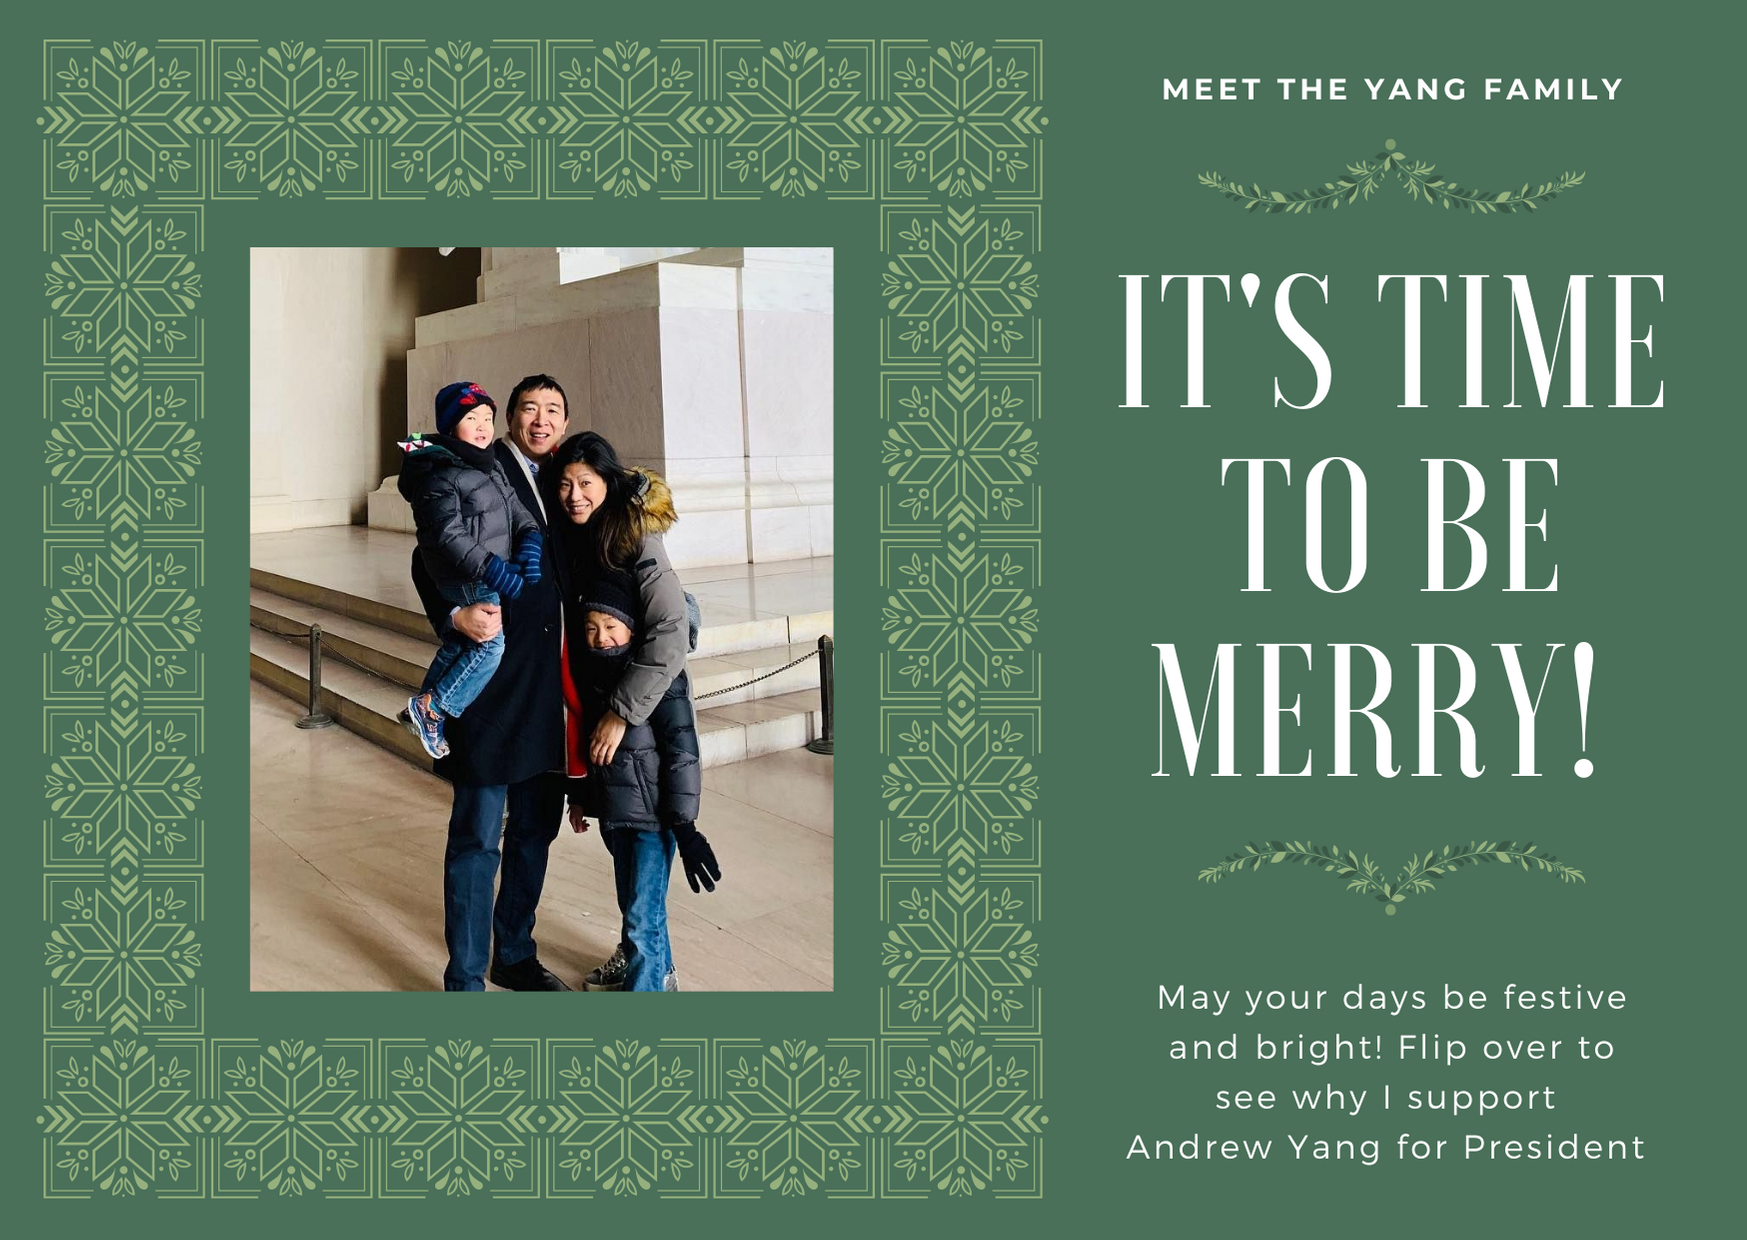 MEET THE YANG FAMILY
IT'S TIME
TO BE
MERRY!
May your days be festive
and bright! Flip over to
see why I support
Andrew Yang for President